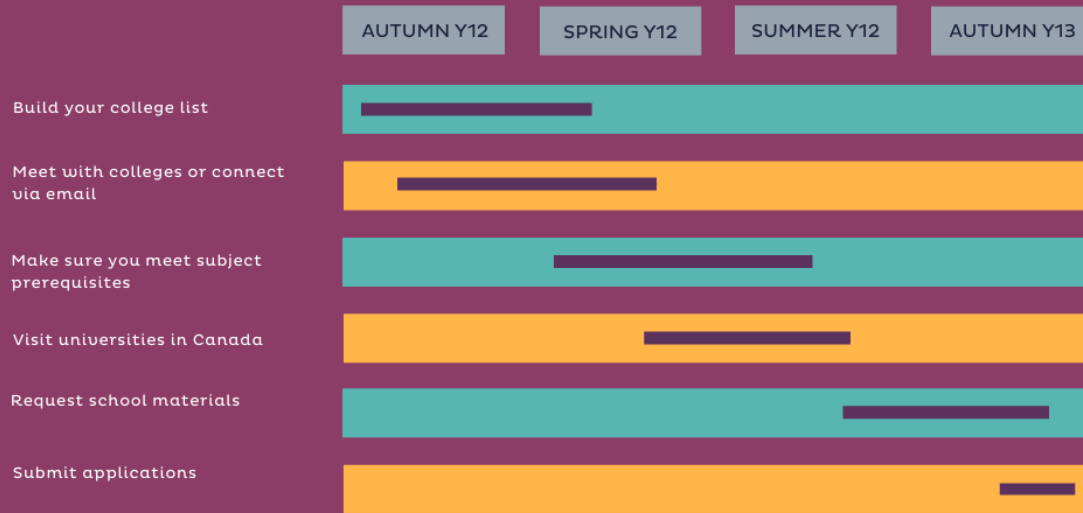 AUTUMN Y12
SPRING Y12
SUMMER Y12
AUTUMN Y13
Build your college list
Meet with colleges or connect
via email
Make sure you meet subject
prerequisites
Visit universities in Canada
Request school materials
Submit applications